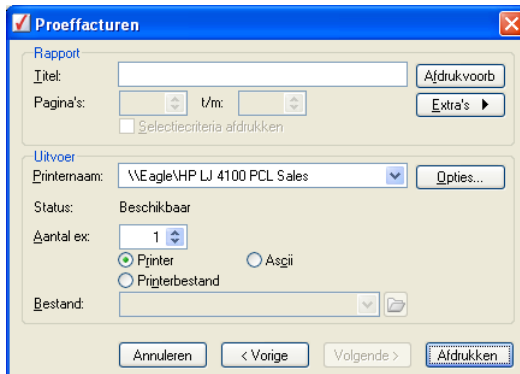 Proeffacturen
Rapport
Titel:
Afdrukvoorb
Pagina's:
t/m:
Extra's
Selectiecriteria afdrukken
Uitvoer
Printernaam:
\\Eagle\HP LJ 4100 PCL Sales
Opties...
Status:
Beschikbaar
Aantal ex:
1
Printer
Ascii
Printerbestand
Bestand:
Annuleren
< Vorige
Volgende >
Afdrukken